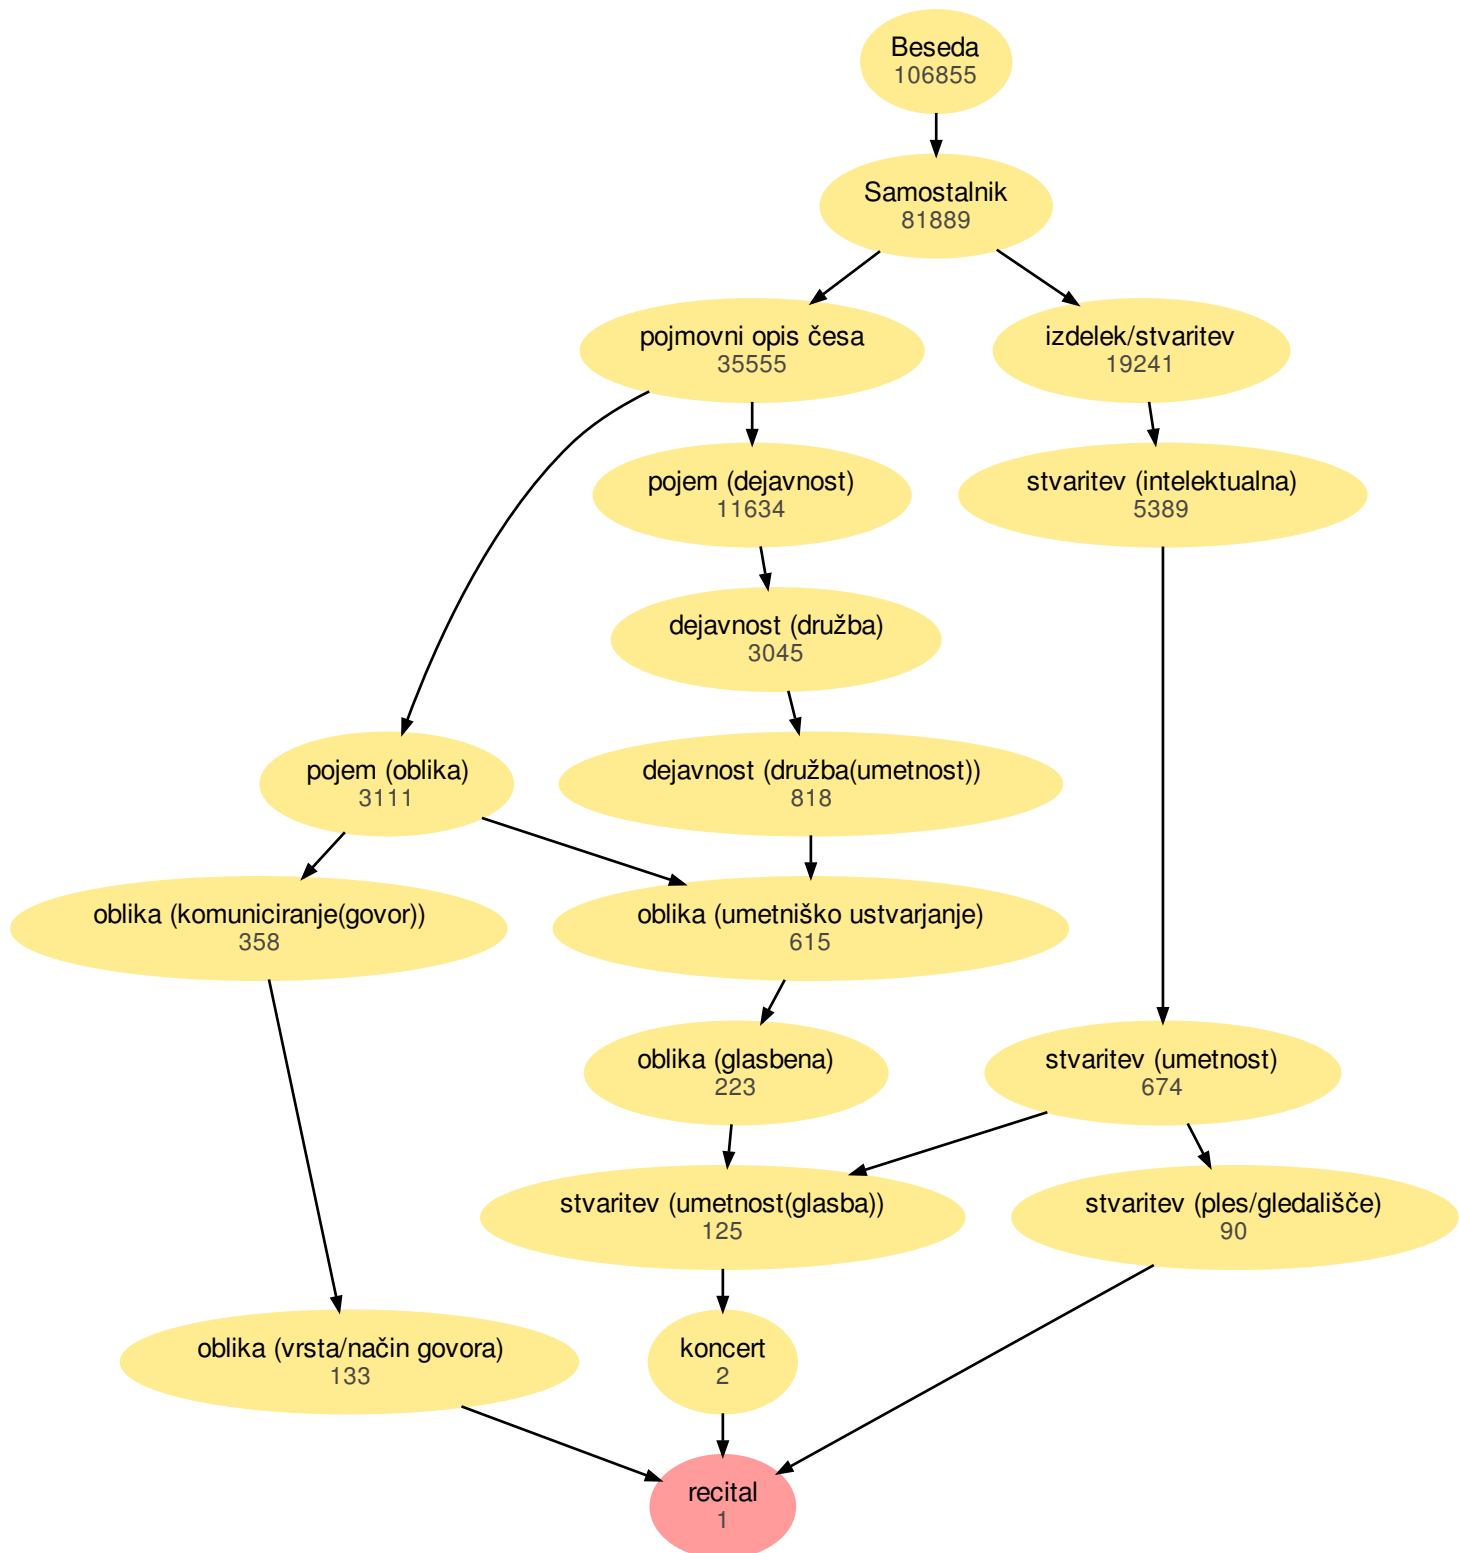 Beseda
106855
Samostalnik
81889
pojmovni opis česa
35555
izdelek/stvaritev
19241
pojem (dejavnost)
11634
stvaritev (intelektualna)
5389
dejavnost (družba)
3045
pojem (oblika)
3111
dejavnost (družba(umetnost))
818
oblika (komuniciranje(govor))
358
oblika (umetniško ustvarjanje)
615
oblika (glasbena)
223
stvaritev (umetnost)
674
stvaritev (umetnost(glasba))
125
stvaritev (ples/gledališče)
90
oblika (vrsta/način govora)
133
koncert
2
recital
1